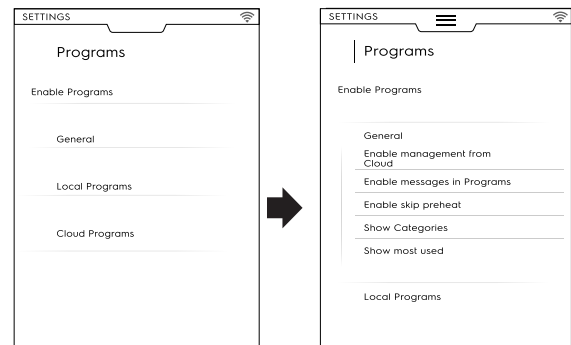 SETTINGS
Programs
Enable Programs
General
Local Programs
Cloud Programs
SETTINGS
Programs
Enable Programs
General
Enable management from
Cloud
Enable messages in Programs
Enable skip preheat
Show Categories
Show most used
Local Programs